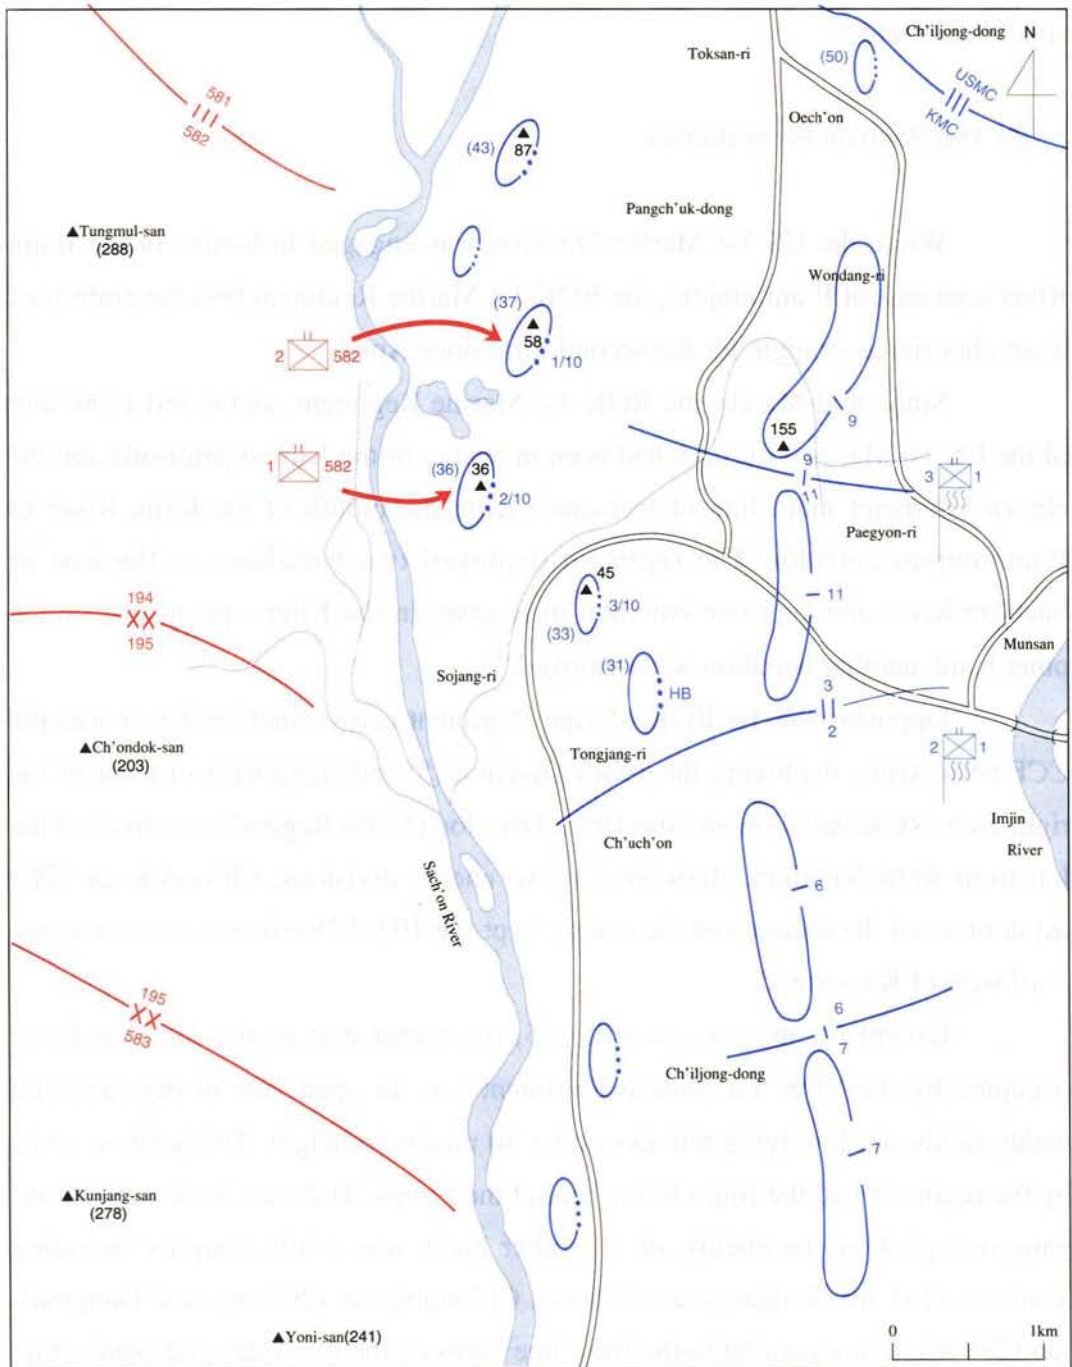 Ch'iljong-dong
N
Toksan-ri
(50)
USMC
KMC
581
582
Oech'on
87
(43)
Tungmul-san
(288)
Pangch'uk-dong
Wondang-ri
(37)
58
1/10
2
582
9
155
9
11
3
1
1
582
(36)
36
2/10
Paegyon-ri
45
3/10
(33)
11
194
195
Munsan
(31)
HB
Sojang-ri
3
2
2
1
Tongjang-ri
Ch'ondok-san
(203)
Imjin
River
Ch'uch'on
Sach'on River
6
195
583
6
7
Ch'iljong-dong
7
Kunjang-san
(278)
0
1km
Yoni-san(241)